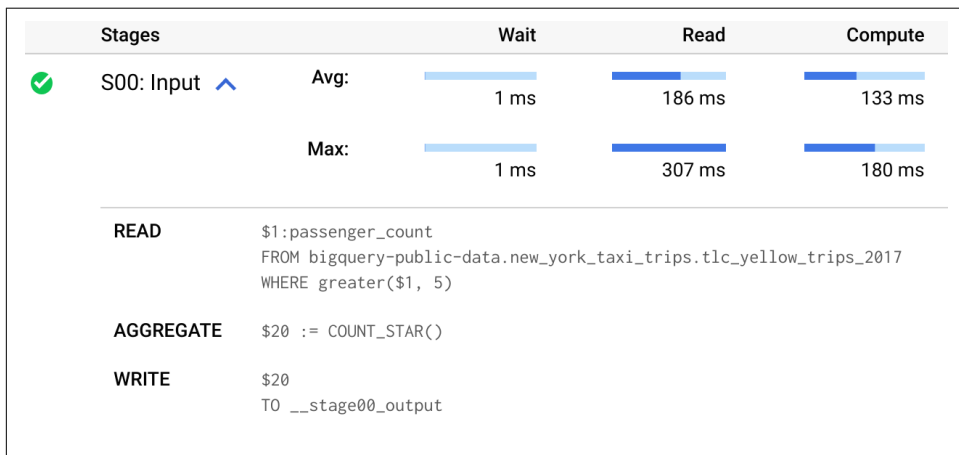 Stages Wait Read Compute
S00: Input Avg: 1 ms 186 ms 133 ms
Max: 1 ms 307 ms 180 ms
READ $1:passenger_count
FROM bigquery-public-data.new_york_taxi_trips.tlc_yellow_trips_2017
WHERE greater($1, 5)
AGGREGATE $20 := COUNT_STAR()
WRITE $20
TO __stage00_output